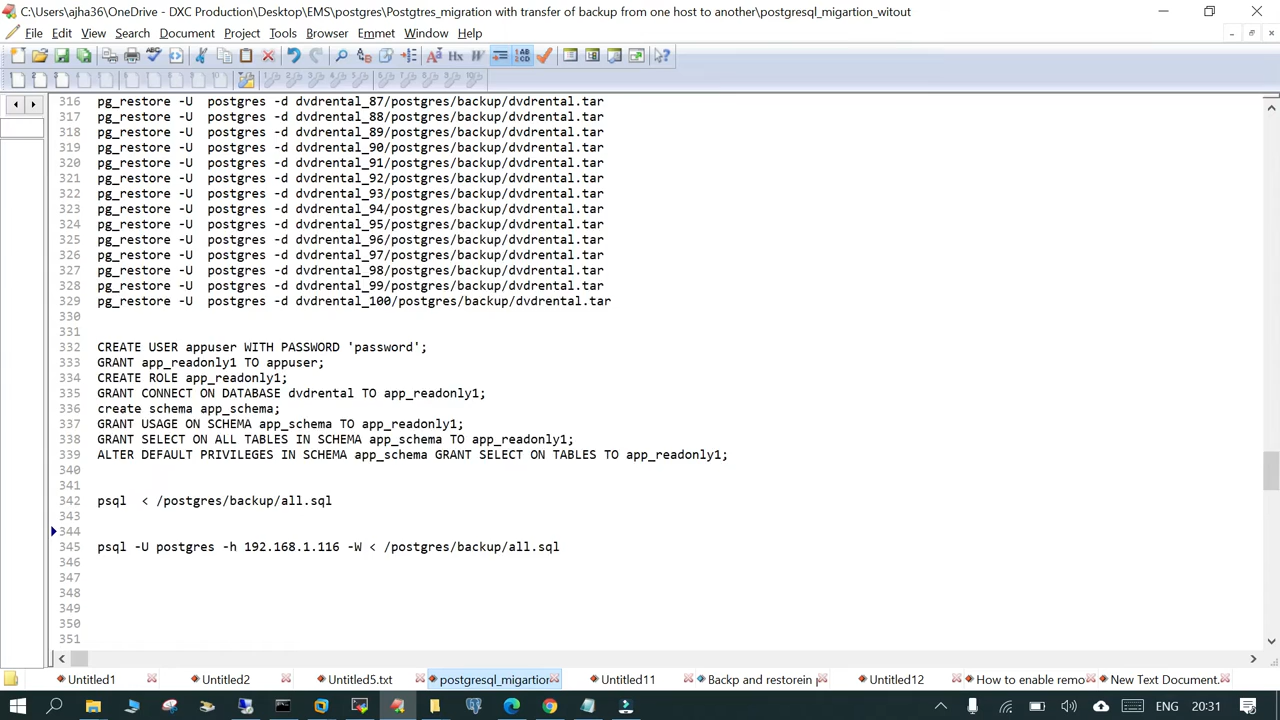 C:\Users\ajha36\OneDrive - DXC Production\Desktop\EMS\postgres\Postgtres_migration with transfer of backup from one host to another\postgresql_migartion_witout
File Edit View Search Document Project Tools Browser Emmet Window Help
316 pg_restore -U  postgres -d dvdrental_87/postgres/backup/dvdrental.tar
317 pg_restore -U  postgres -d dvdrental_88/postgres/backup/dvdrental.tar
318 pg_restore -U  postgres -d dvdrental_89/postgres/backup/dvdrental.tar
319 pg_restore -U  postgres -d dvdrental_90/postgres/backup/dvdrental.tar
320 pg_restore -U  postgres -d dvdrental_91/postgres/backup/dvdrental.tar
321 pg_restore -U  postgres -d dvdrental_92/postgres/backup/dvdrental.tar
322 pg_restore -U  postgres -d dvdrental_93/postgres/backup/dvdrental.tar
323 pg_restore -U  postgres -d dvdrental_94/postgres/backup/dvdrental.tar
324 pg_restore -U  postgres -d dvdrental_95/postgres/backup/dvdrental.tar
325 pg_restore -U  postgres -d dvdrental_96/postgres/backup/dvdrental.tar
326 pg_restore -U  postgres -d dvdrental_97/postgres/backup/dvdrental.tar
327 pg_restore -U  postgres -d dvdrental_98/postgres/backup/dvdrental.tar
328 pg_restore -U  postgres -d dvdrental_99/postgres/backup/dvdrental.tar
329 pg_restore -U  postgres -d dvdrental_100/postgres/backup/dvdrental.tar
330
331
332 CREATE USER appuser WITH PASSWORD 'password';
333 GRANT app_readonly1 TO appuser;
334 CREATE ROLE app_readonly1;
335 GRANT CONNECT ON DATABASE dvdrental TO app_readonly1;
336 create schema app_schema;
337 GRANT USAGE ON SCHEMA app_schema TO app_readonly1;
338 GRANT SELECT ON ALL TABLES IN SCHEMA app_schema TO app_readonly1;
339 ALTER DEFAULT PRIVILEGES IN SCHEMA app_schema GRANT SELECT ON TABLES TO app_readonly1;
340
341
342 psql  < /postgres/backup/all.sql
343
344
345 psql -U postgres -h 192.168.1.116 -W < /postgres/backup/all.sql
346
347
348
349
350
351
Untitled1 Untitled2 Untitled5.txt postgresql_migartior Untitled11 Backp and restorein Untitled12 How to enable remo New Text Document.
ENG 20:31